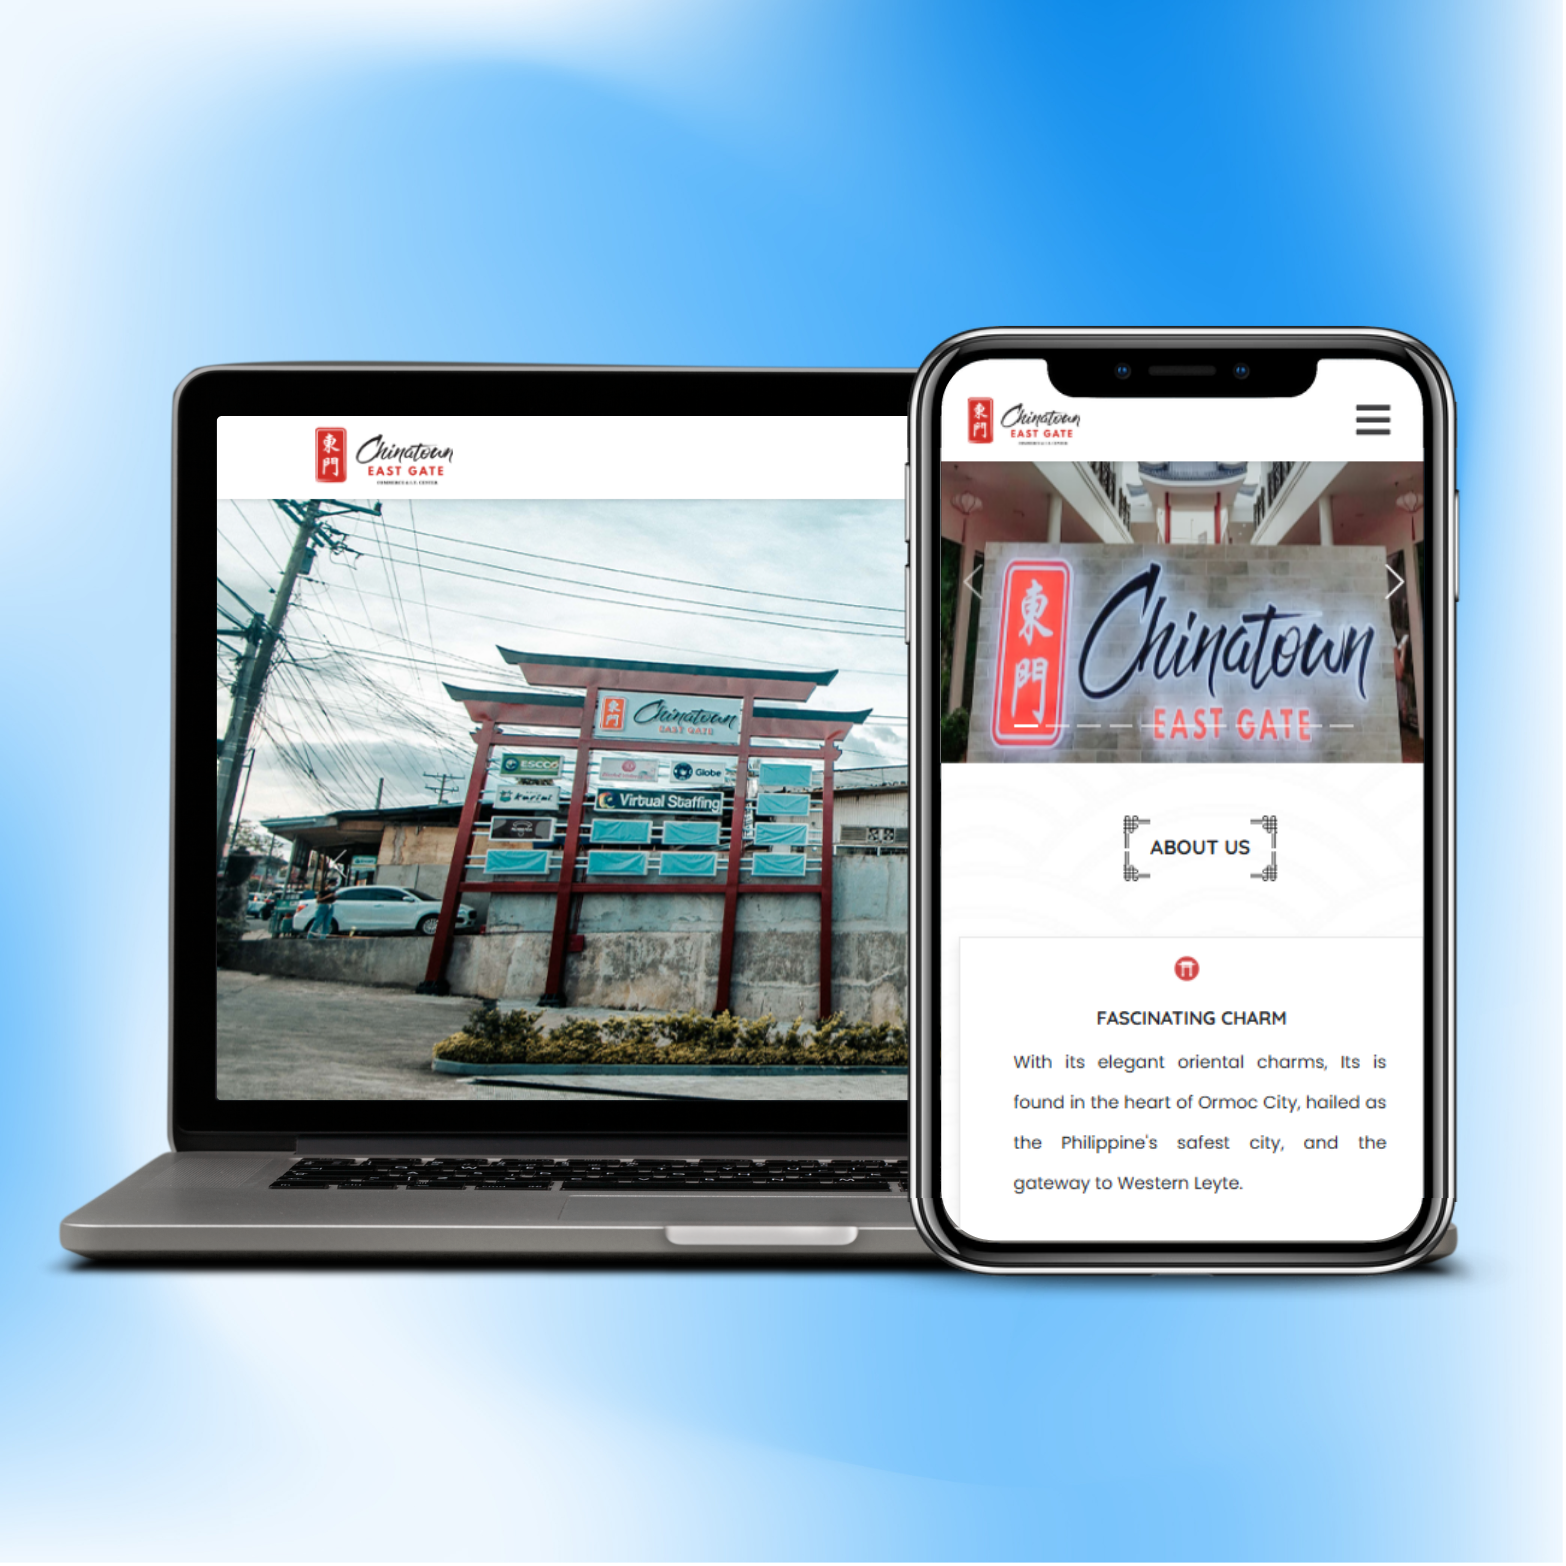 東
門
Chinatown
EAST GATE
COMMERCE & I.T. CENTER
東
門
Chinatown
EAST GATE
ESCCO
Globe
Virtual Staffing
東
門
Chinatown
EAST GATE
東
門
Chinatown
EAST GATE
ABOUT US
FASCINATING CHARM
With its elegant oriental charms, Its is
found in the heart of Ormoc City, hailed as
the Philippine's safest city, and the
gateway to Western Leyte.